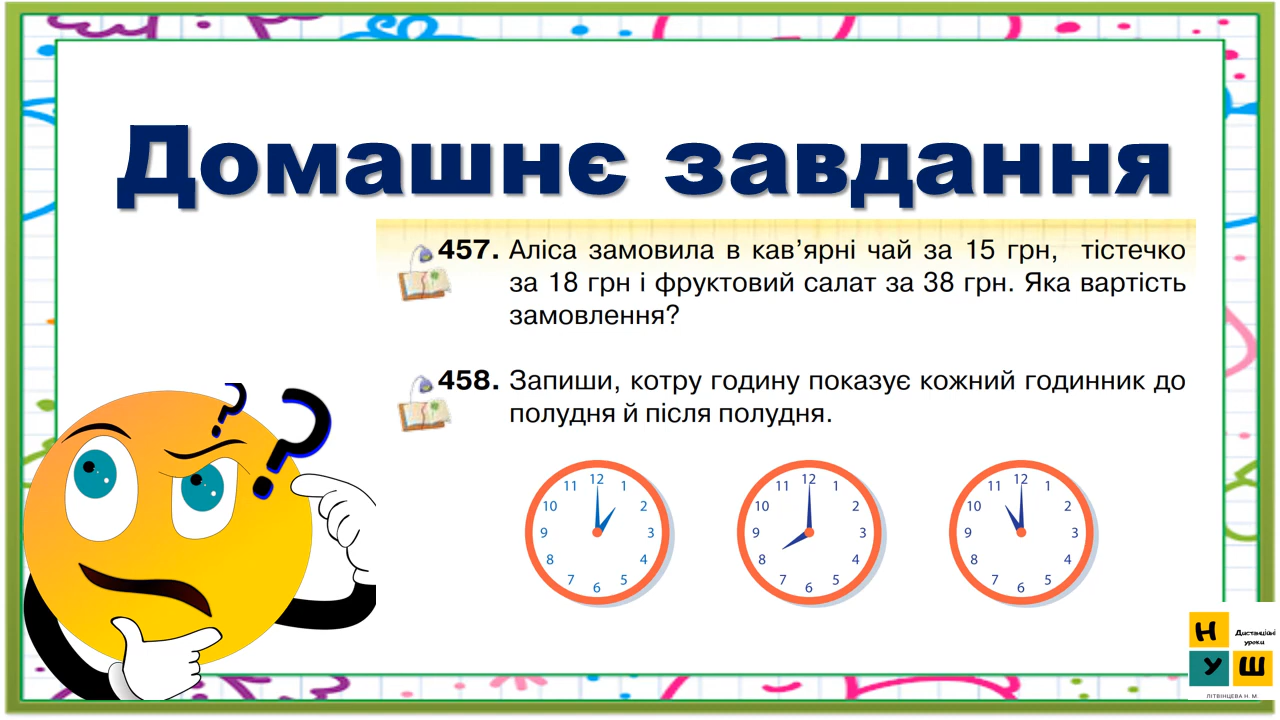 Домашнє завдання
457. Аліса замовила в кав’ярні чай за 15 грн, тістечко
за 18 грн і фруктовий салат за 38 грн. Яка вартість
замовлення?
458. Запиши, котру годину показує кожний годинник до
полудня й після полудня.
12 1 2 3 4 5 6 7 8 9 10 11
12 1 2 3 4 5 6 7 8 9 10 11
12 1 2 3 4 5 6 7 8 9 10 11
? ?
Н Дистанційні
уроки
У Ш
ЛІТВІНЦЕВА Н. М.